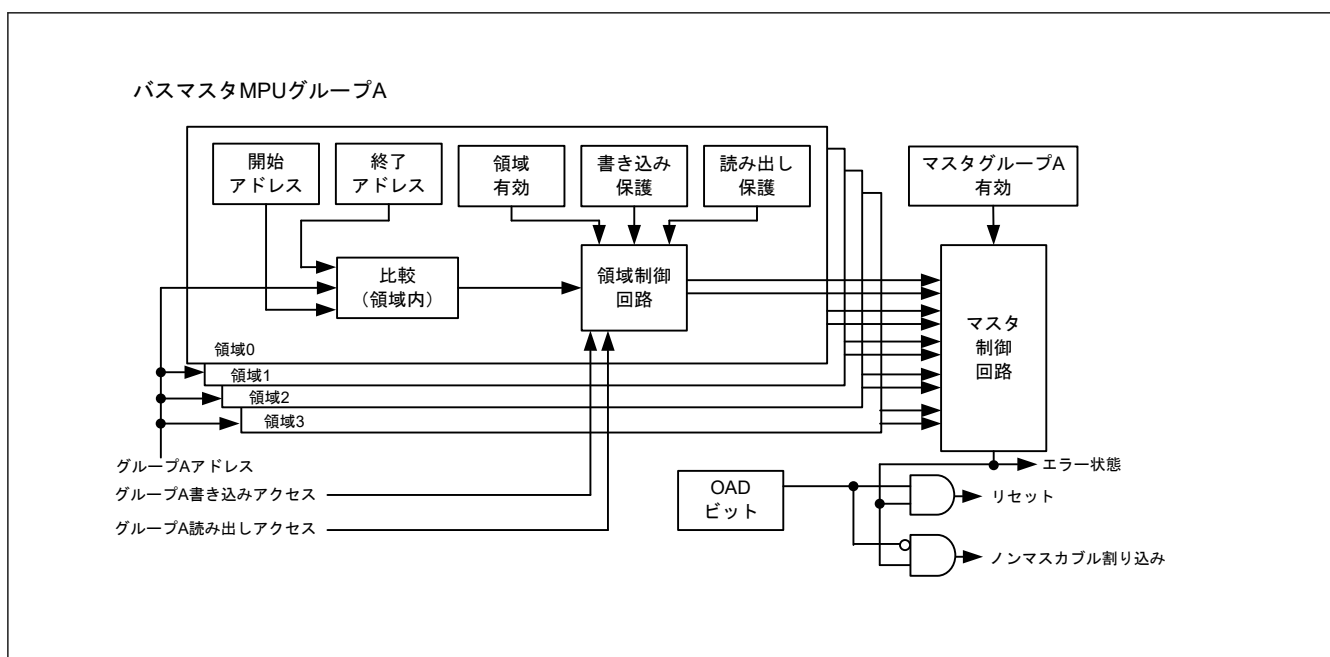 バスマスタMPUグループA
開始
アドレス
終了
アドレス
領域
有効
書き込み
保護
読み出し
保護
マスタグループA
有効
比較
（領域内）
領域制御
回路
マスタ
制御
回路
領域0
領域1
領域2
領域3
グループAアドレス
グループA書き込みアクセス
グループA読み出しアクセス
OAD
ビット
エラー状態
リセット
ノンマスカブル割り込み